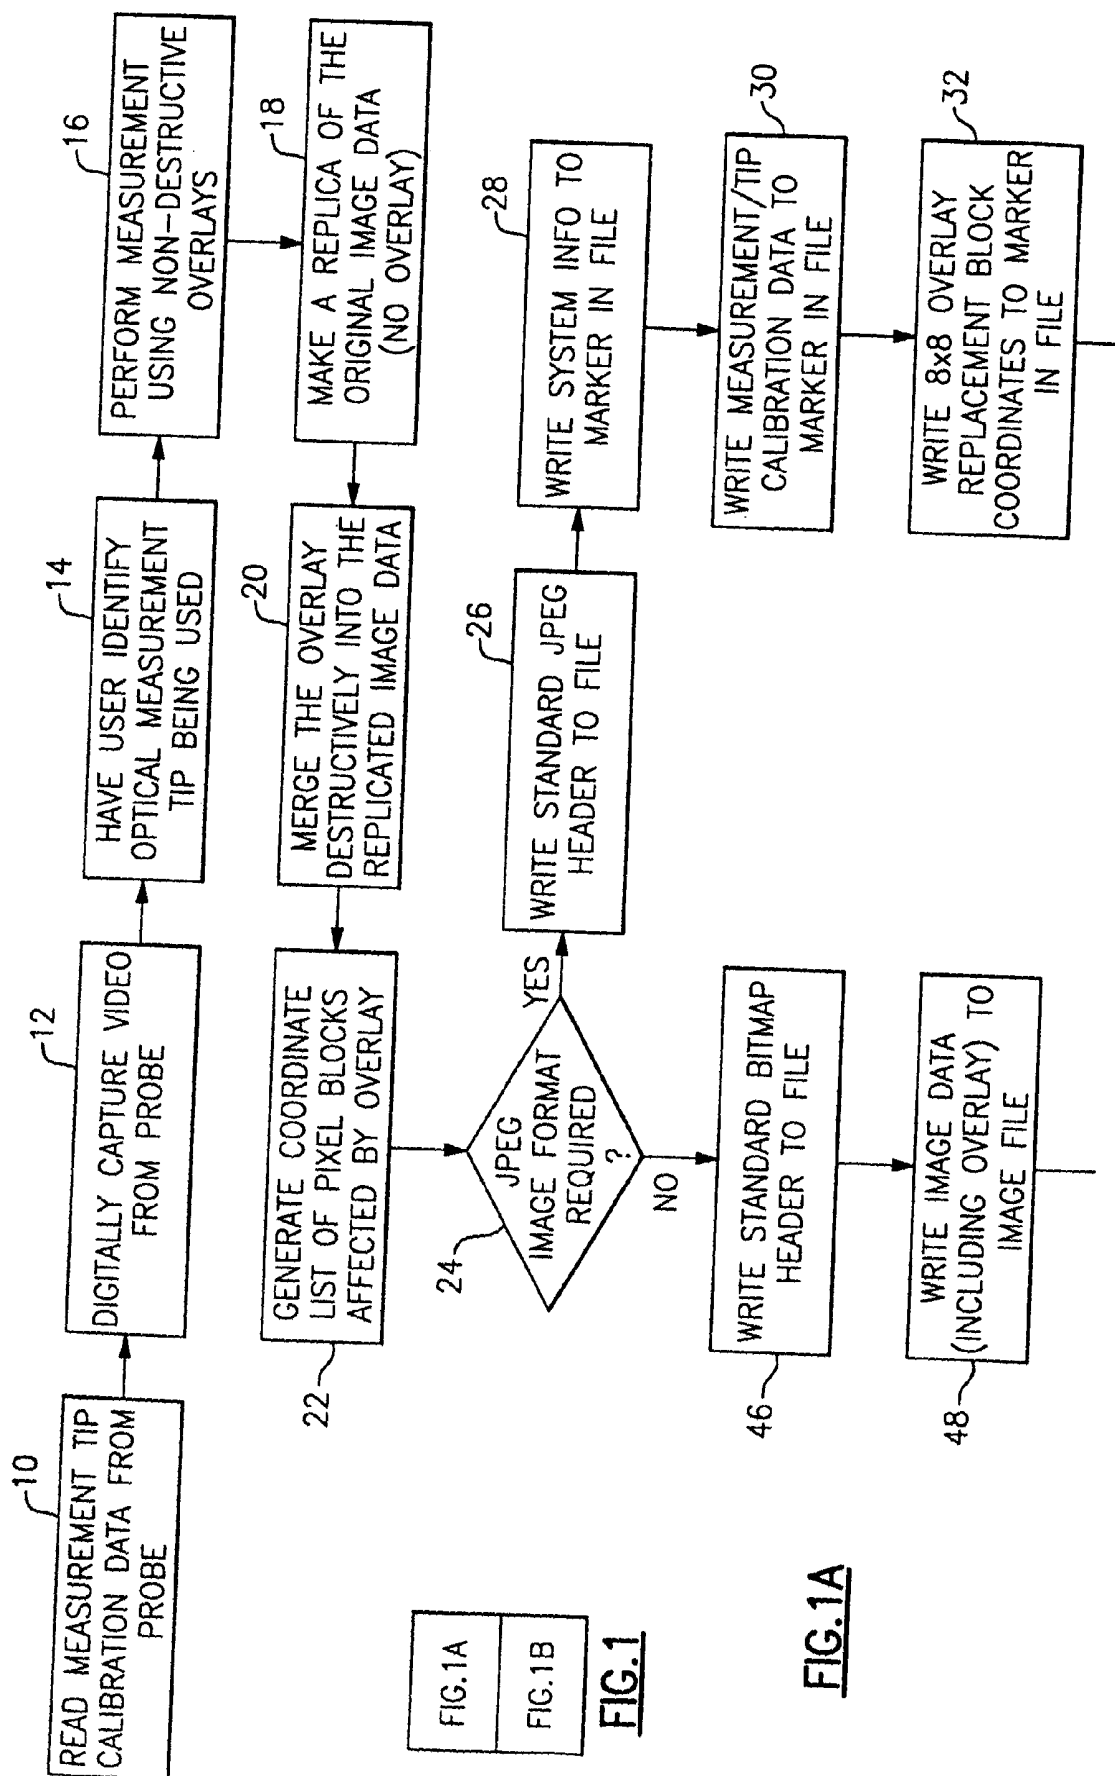 10
READ MEASUREMENT TIP
CALIBRATION DATA FROM
PROBE
12
DIGITALLY CAPTURE VIDEO
FROM PROBE
14
HAVE USER IDENTIFY
OPTICAL MEASUREMENT
TIP BEING USED
16
PERFORM MEASUREMENT
USING NON-DESTRUCTIVE
OVERLAYS
18
MAKE A REPLICA OF THE
ORIGINAL IMAGE DATA
(NO OVERLAY)
20
MERGE THE OVERLAY
DESTRUCTIVELY INTO THE
REPLICATED IMAGE DATA
22
GENERATE COORDINATE
LIST OF PIXEL BLOCKS
AFFECTED BY OVERLAY
24
JPEG
IMAGE FORMAT
REQUIRED
?
YES
NO
26
WRITE STANDARD JPEG
HEADER TO FILE
28
WRITE SYSTEM INFO TO
MARKER IN FILE
30
WRITE MEASUREMENT/TIP
CALIBRATION DATA TO
MARKER IN FILE
32
WRITE 8x8 OVERLAY
REPLACEMENT BLOCK
COORDINATES TO MARKER
IN FILE
46
WRITE STANDARD BITMAP
HEADER TO FILE
48
WRITE IMAGE DATA
(INCLUDING OVERLAY) TO
IMAGE FILE
FIG.1A
FIG.1B
FIG.1
FIG.1A